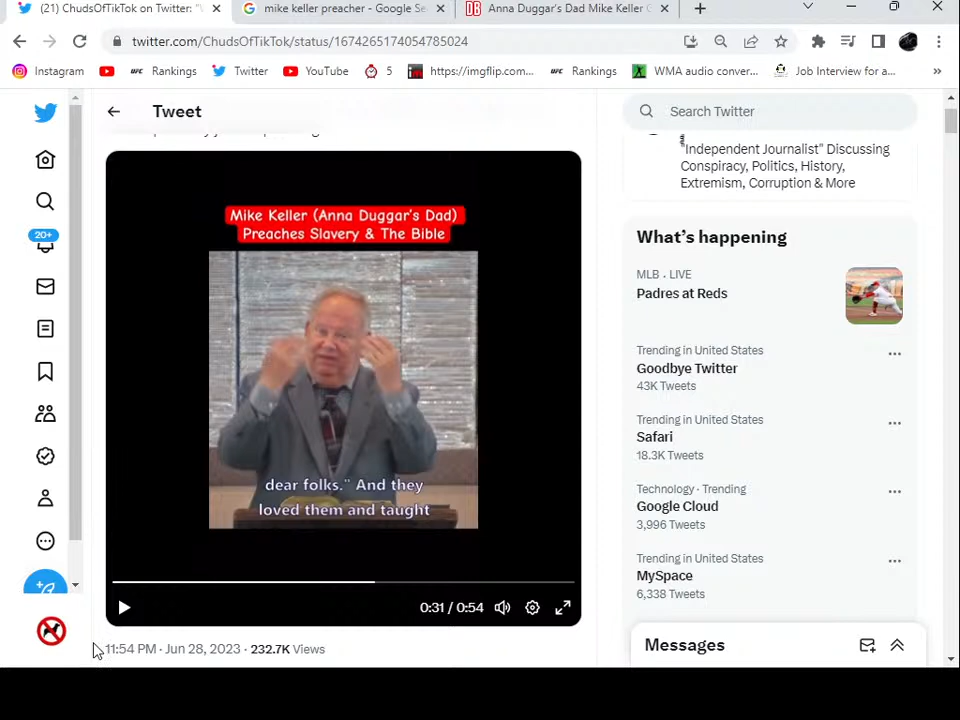 (21) ChudsOfTikTok on Twitter: "
mike keller preacher - Google Se
Anna Duggar's Dad Mike Keller
twitter.com/ChudsOfTikTok/status/1674265174054785024
Instagram
UFC Rankings
Twitter
YouTube
5
https://imgflip.com...
UFC Rankings
WMA audio conver...
Job Interview for a...
Tweet
Search Twitter
"Independent Journalist" Discussing
Conspiracy, Politics, History,
Extremism, Corruption & More
Mike Keller (Anna Duggar's Dad)
Preaches Slavery & The Bible
dear folks." And they
loved them and taught
0:31 / 0:54
11:54 PM · Jun 28, 2023 · 232.7K Views
20+
What's happening
MLB · LIVE
Padres at Reds
Trending in United States
Goodbye Twitter
43K Tweets
Trending in United States
Safari
18.3K Tweets
Technology · Trending
Google Cloud
3,996 Tweets
Trending in United States
MySpace
6,338 Tweets
Messages